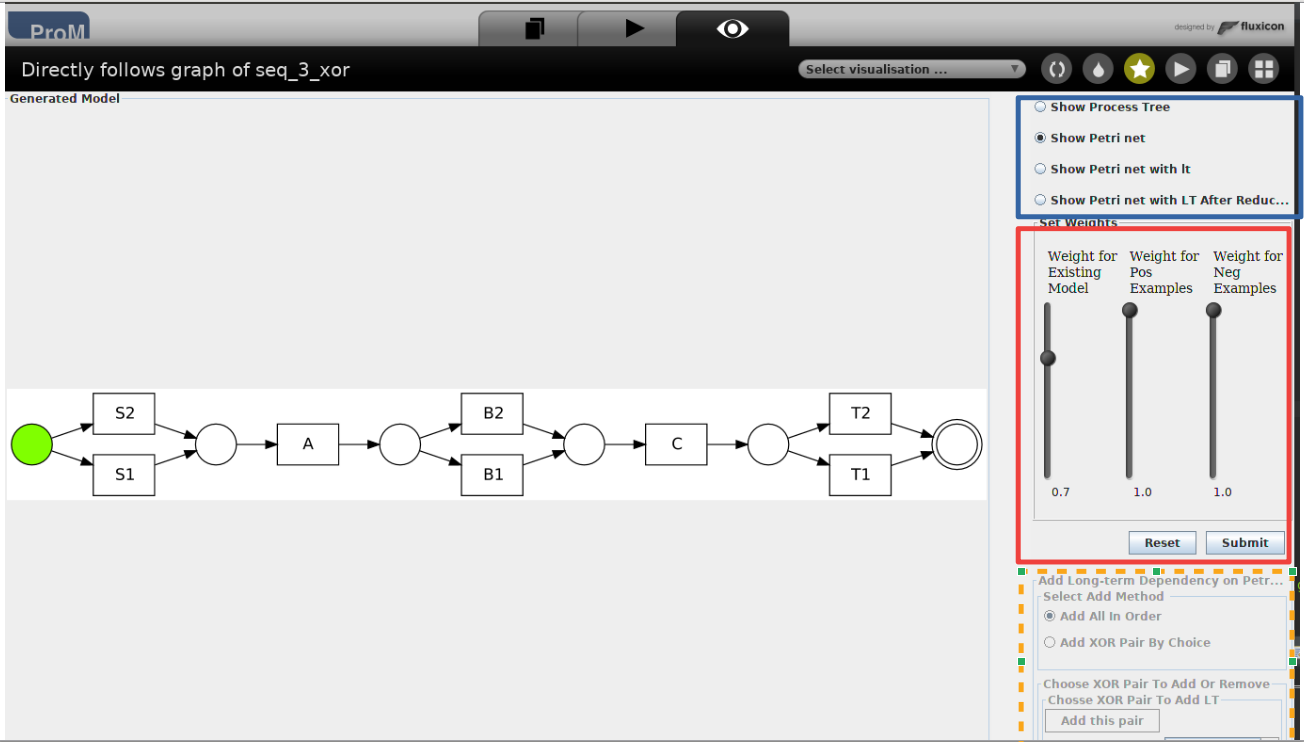 ProM
designed by fluxicon
Directly follows graph of seq_3_xor
Select visualisation ...
Generated Model
Show Process Tree
Show Petri net
Show Petri net with lt
Show Petri net with LT After Reduc...
Set Weights
Weight for Existing Model
Weight for Pos Examples
Weight for Neg Examples
0.7
1.0
1.0
Reset
Submit
S2
S1
A
B2
B1
C
T2
T1
Add Long-term Dependency on Petr...
Select Add Method
Add All In Order
Add XOR Pair By Choice
Choose XOR Pair To Add Or Remove
Chosse XOR Pair To Add LT
Add this pair